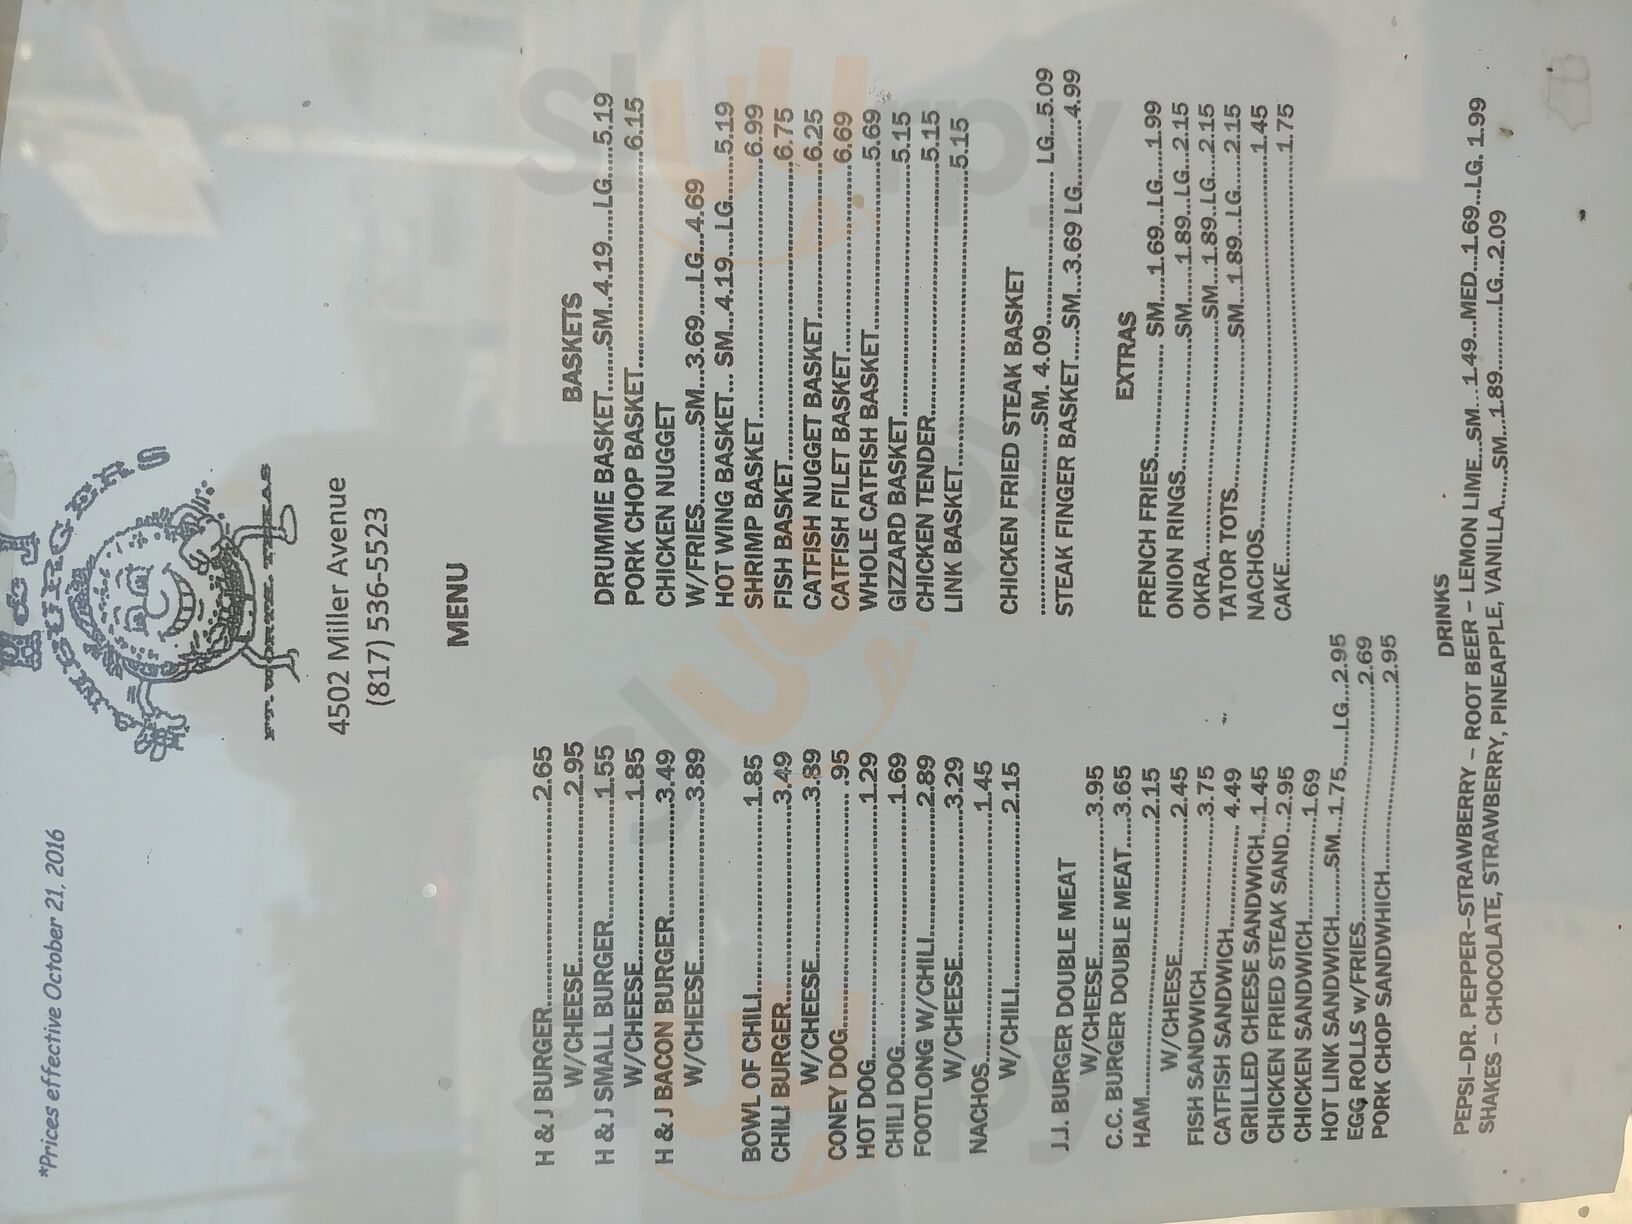 *Prices effective October 21, 2016
H & J
HAMBURGERS
FT. WORTH, TEXAS
4502 Miller Avenue
(817) 536-5523
MENU
H & J BURGER....................2.65
W/CHEESE....................2.95
H & J SMALL BURGER............1.55
W/CHEESE....................1.85
H & J BACON BURGER............3.49
W/CHEESE....................3.89
BOWL OF CHILI....................1.85
CHILI BURGER....................3.49
W/CHEESE....................3.89
CONEY DOG.................... .95
HOT DOG....................1.29
CHILI DOG....................1.69
FOOTLONG W/CHILI............2.89
W/CHEESE....................3.29
NACHOS....................1.45
W/CHILI....................2.15
J.J. BURGER DOUBLE MEAT
W/CHEESE....................3.95
C.C. BURGER DOUBLE MEAT....3.65
HAM....................2.15
W/CHEESE....................2.45
FISH SANDWICH....................3.75
CATFISH SANDWICH.................... 4.49
GRILLED CHEESE SANDWICH...1.45
CHICKEN FRIED STEAK SAND...2.95
CHICKEN SANDWICH....................1.69
HOT LINK SANDWICH........SM...1.75......LG...2.95
EGG ROLLS w/FRIES....................2.69
PORK CHOP SANDWHICH....................2.95
BASKETS
DRUMMIE BASKET......SM..4.19.....LG.....5.19
PORK CHOP BASKET....................6.15
CHICKEN NUGGET
W/FRIES..........SM...3.69.....LG...4.69
HOT WING BASKET... SM...4.19....LG......5.19
SHRIMP BASKET....................6.99
FISH BASKET....................6.75
CATFISH NUGGET BASKET....................6.25
CATFISH FILET BASKET....................6.69
WHOLE CATFISH BASKET....................5.69
GIZZARD BASKET....................5.15
CHICKEN TENDER....................5.15
LINK BASKET....................5.15
CHICKEN FRIED STEAK BASKET
....................SM. 4.09.................... LG...5.09
STEAK FINGER BASKET....SM...3.69 LG..........4.99
EXTRAS
FRENCH FRIES.................... SM....1.69..LG....1.99
ONION RINGS....................SM....1.89..LG...2.15
OKRA....................SM...1.89..LG...2.15
TATOR TOTS....................SM...1.89...LG....2.15
NACHOS....................1.45
CAKE....................1.75
DRINKS
PEPSI-DR. PEPPER-STRAWBERRY - ROOT BEER - LEMON LIME...SM...1.49..MED...1.69...LG. 1.99
SHAKES - CHOCOLATE, STRAWBERRY, PINEAPPLE, VANILLA.....SM...1.89..........LG...2.09
slurpy
slurpy
slurpy